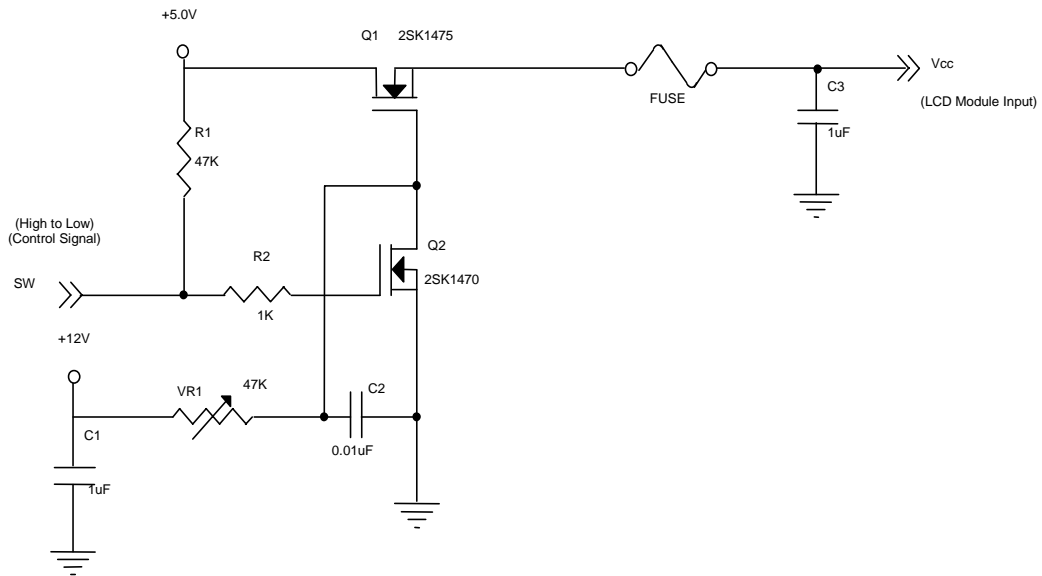 +5.0V
Q1 2SK1475
Vcc
FUSE
C3
(LCD Module Input)
1uF
R1
47K
(High to Low)
(Control Signal)
SW
R2
1K
Q2
2SK1470
+12V
VR1
47K
C2
0.01uF
C1
1uF